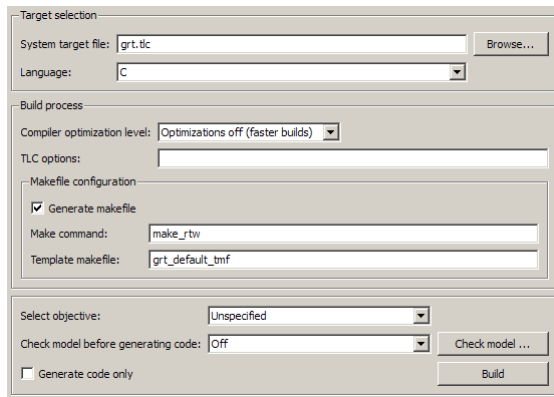 Target selection
System target file: grt.tlc Browse...
Language: C
Build process
Compiler optimization level: Optimizations off (faster builds)
TLC options:
Makefile configuration
Generate makefile
Make command: make_rtw
Template makefile: grt_default_tmf
Select objective: Unspecified
Check model before generating code: Off Check model ...
Generate code only Build